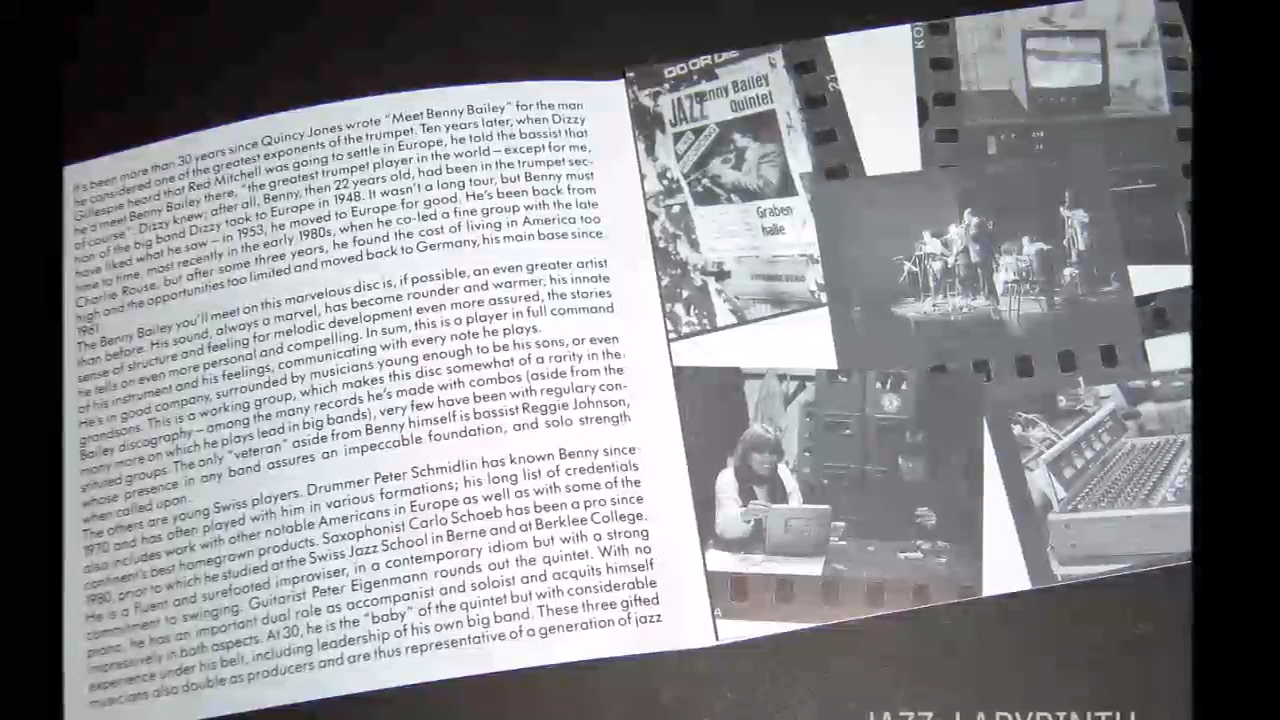 It's been more than 30 years since Quincy Jones wrote "Meet Benny Bailey" for the man
he considered one of the greatest exponents of the trumpet. Ten years later, when Dizzy
Gillespie heard that Red Mitchell was going to settle in Europe, he told the bassist that
he'd meet Benny Bailey there, "the greatest trumpet player in the world – except for me,
of course". Dizzy knew; after all, Benny, then 22 years old, had been in the trumpet sec-
tion of the big band Dizzy took to Europe in 1948. It wasn't a long tour, but Benny must
have liked what he saw – in 1953, he moved to Europe for good. He's been back from
time to time, most recently in the early 1980s, when he co-led a fine group with the late
Charlie Rouse, but after some three years, he found the cost of living in America too
high and the opportunities too limited and moved back to Germany, his main base since
1961.
The Benny Bailey you'll meet on this marvelous disc is, if possible, an even greater artist
than before. His sound, always a marvel, has become rounder and warmer, his innate
sense of structure and feeling for melodic development even more assured, the stories
he tells on even more personal and compelling. In sum, this is a player in full command
of his instrument and his feelings, communicating with every note he plays.
He's in good company, surrounded by musicians young enough to be his sons, or even
grandsons. This is a working group, which makes this disc somewhat of a rarity in the
Bailey discography – among the many records he's made with combos (aside from the
many more on which he plays lead in big bands), very few have been with regulary con-
stituted groups. The only "veteran" aside from Benny himself is bassist Reggie Johnson,
whose presence in any band assures an impeccable foundation, and solo strength
when called upon.
The others are young Swiss players. Drummer Peter Schmidlin has known Benny since
1970 and has often played with him in various formations; his long list of credentials
also includes work with other notable Americans in Europe as well as with some of the
continent's best homegrown products. Saxophonist Carlo Schoeb has been a pro since
1980, prior to which he studied at the Swiss Jazz School in Berne and at Berklee College.
He is a fluent and surefooted improviser, in a contemporary idiom but with a strong
commitment to swinging. Guitarist Peter Eigenmann rounds out the quintet. With no
piano, he has an important dual role as accompanist and soloist and acquits himself
impressively in both aspects. At 30, he is the "baby" of the quintet but with considerable
experience under his belt, including leadership of his own big band. These three gifted
musicians also double as producers and are thus representative of a generation of jazz
JAZZ
enny Bailey
Quintet
Graben
halle
21
KO
A
JAZZ LABYRINTH